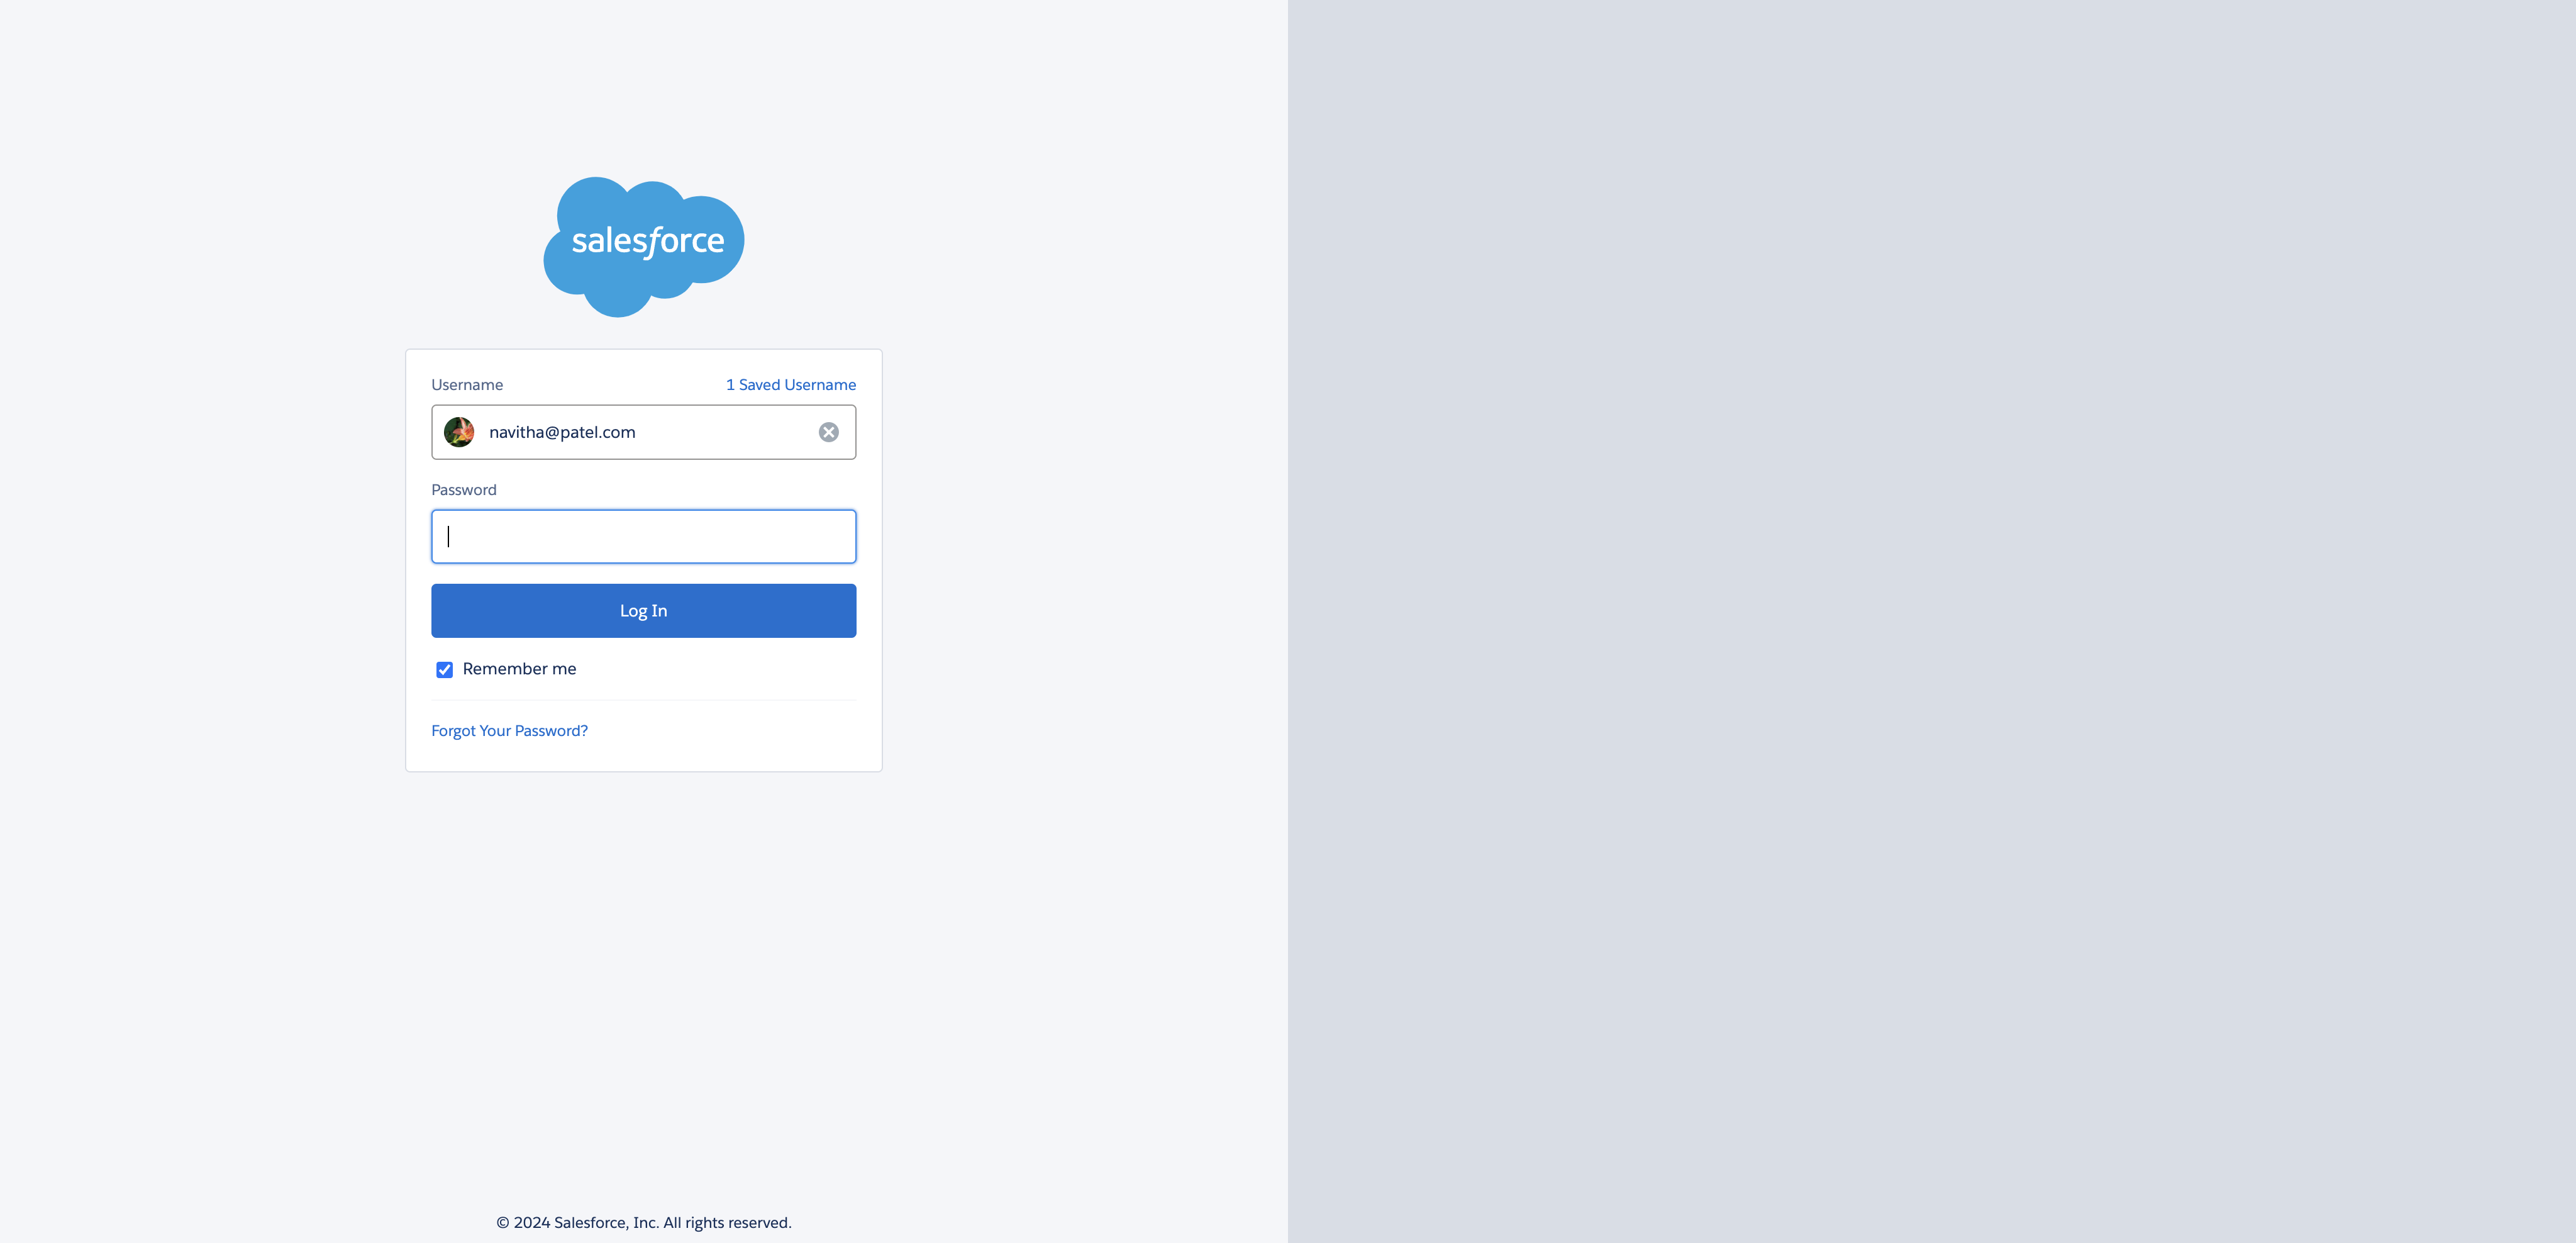 salesforce
Username
1 Saved Username
navitha@patel.com
Password
Log In
Remember me
Forgot Your Password?
© 2024 Salesforce, Inc. All rights reserved.